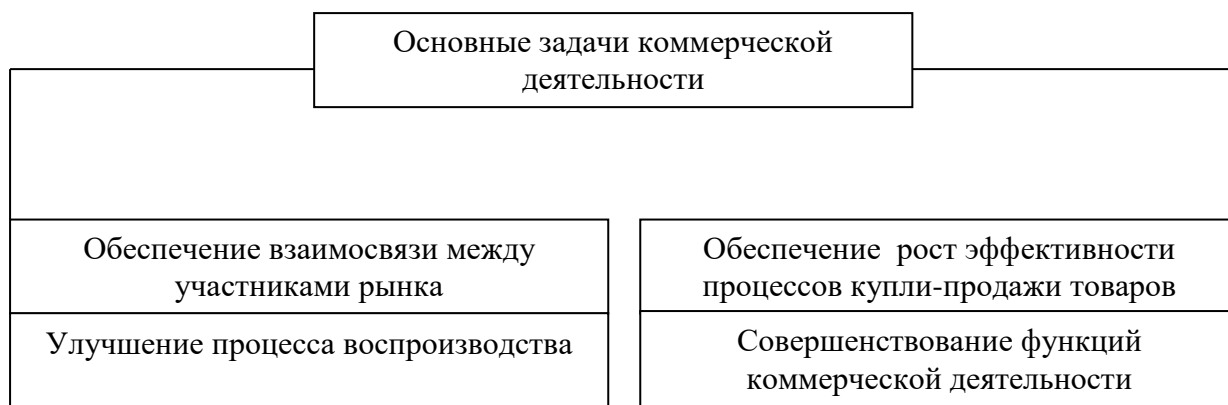 Основные задачи коммерческой
деятельности
Обеспечение взаимосвязи между
участниками рынка
Обеспечение рост эффективности
процессов купли-продажи товаров
Улучшение процесса воспроизводства
Совершенствование функций
коммерческой деятельности